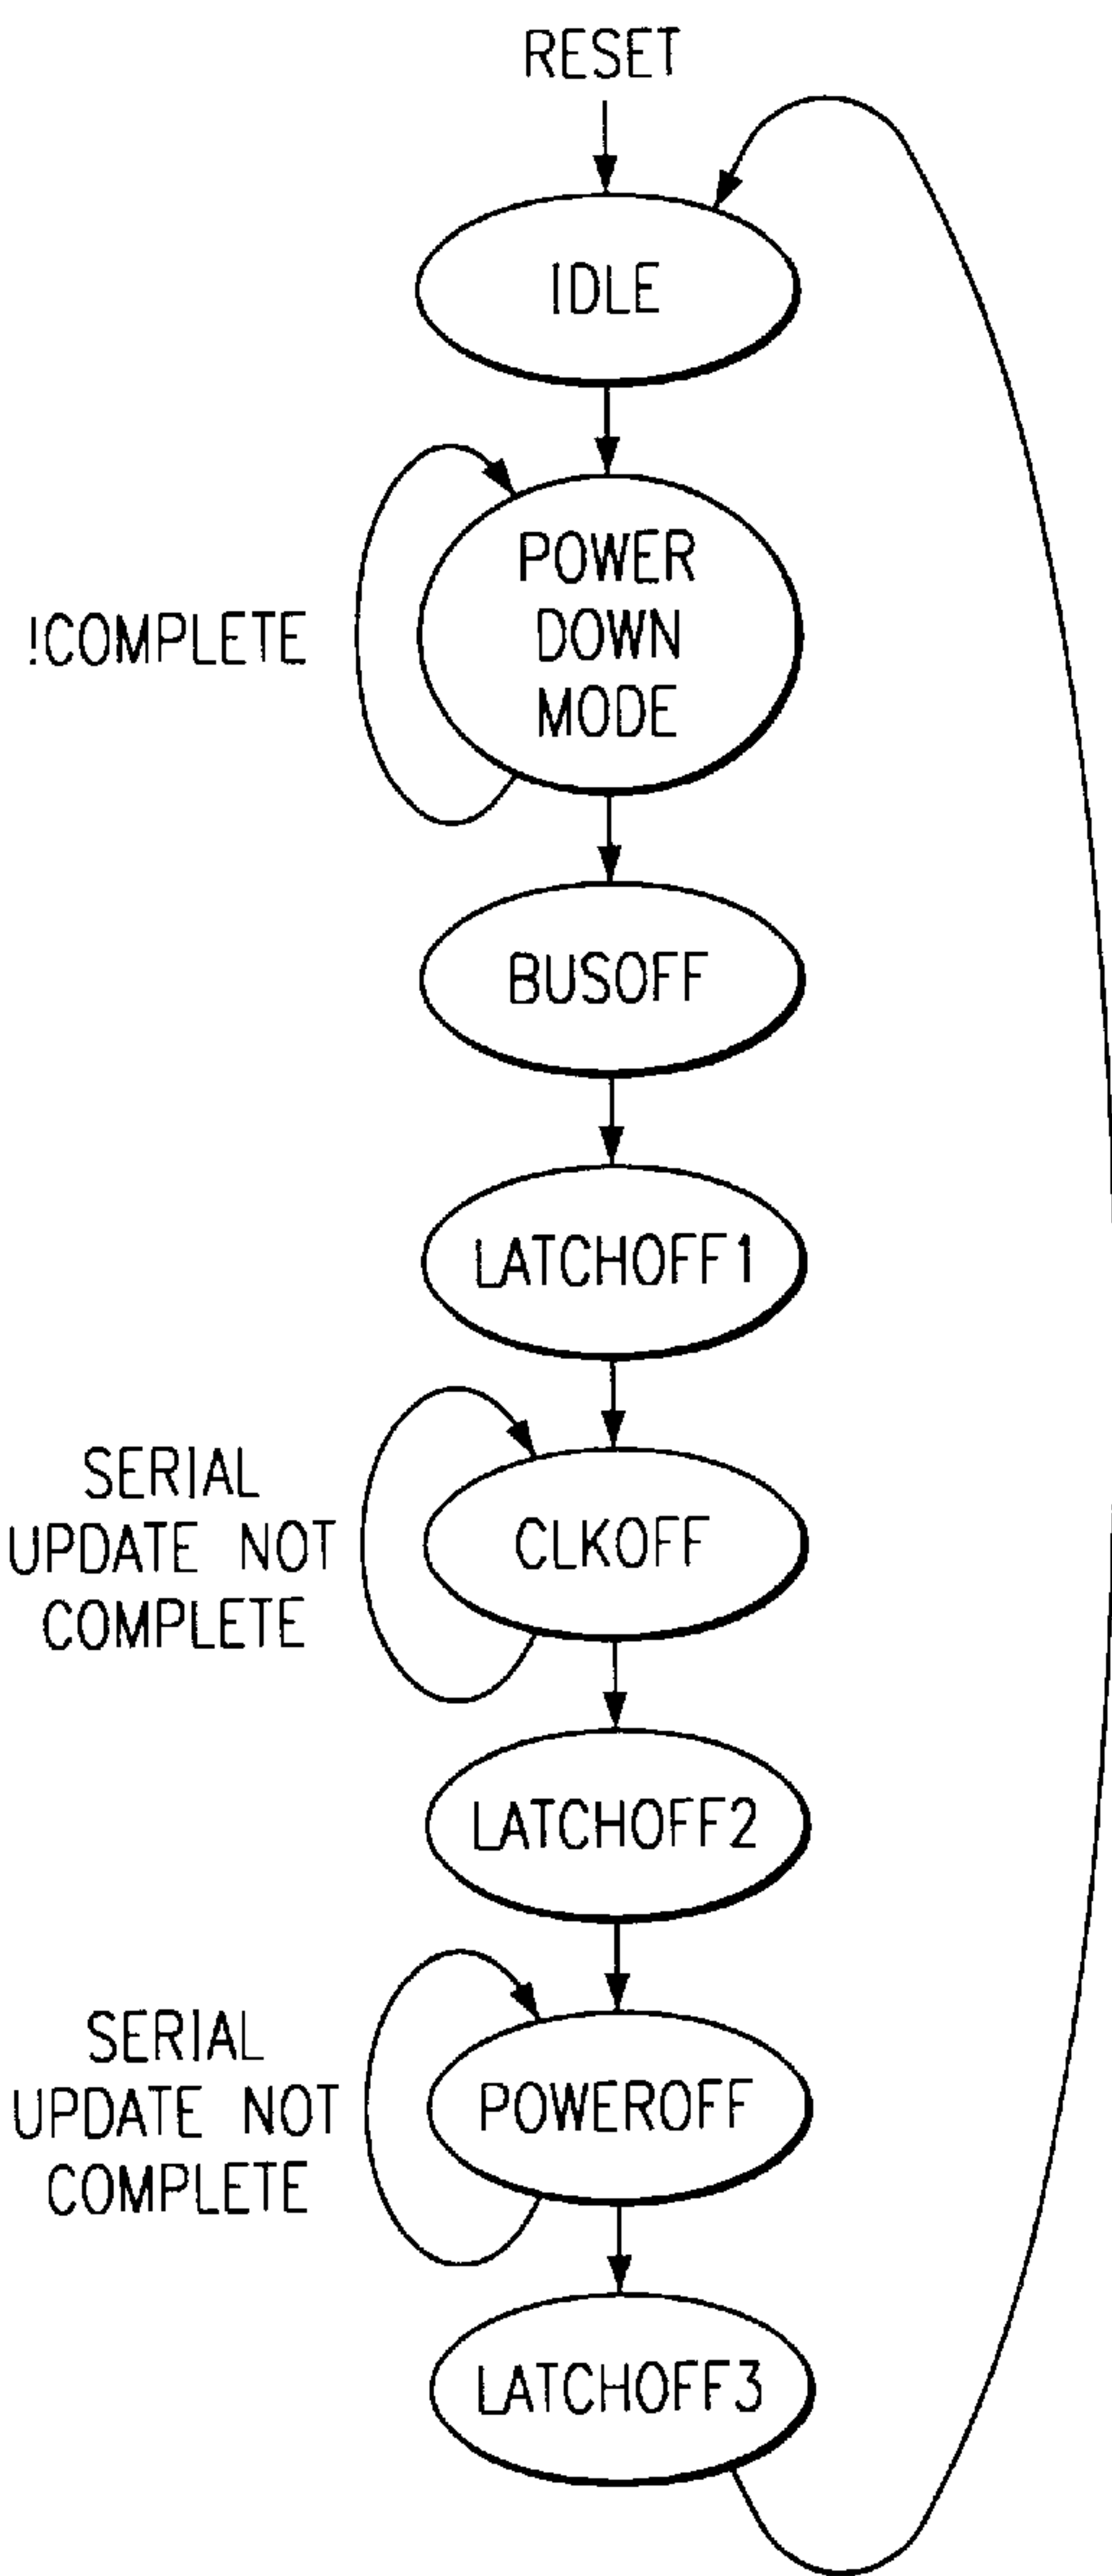 RESET
IDLE
!COMPLETE
POWER
DOWN
MODE
BUSOFF
LATCHOFF1
SERIAL
UPDATE NOT
COMPLETE
CLKOFF
LATCHOFF2
SERIAL
UPDATE NOT
COMPLETE
POWEROFF
LATCHOFF3